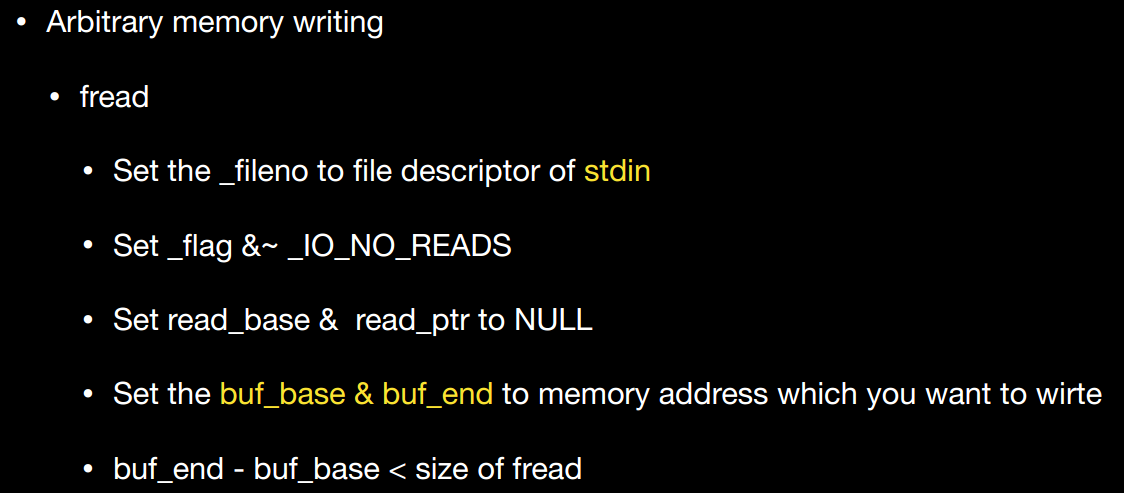 • Arbitrary memory writing
• fread
• Set the _fileno to file descriptor of stdin
• Set _flag &~ _IO_NO_READS
• Set read_base &  read_ptr to NULL
• Set the buf_base & buf_end to memory address which you want to wirte
• buf_end - buf_base < size of fread